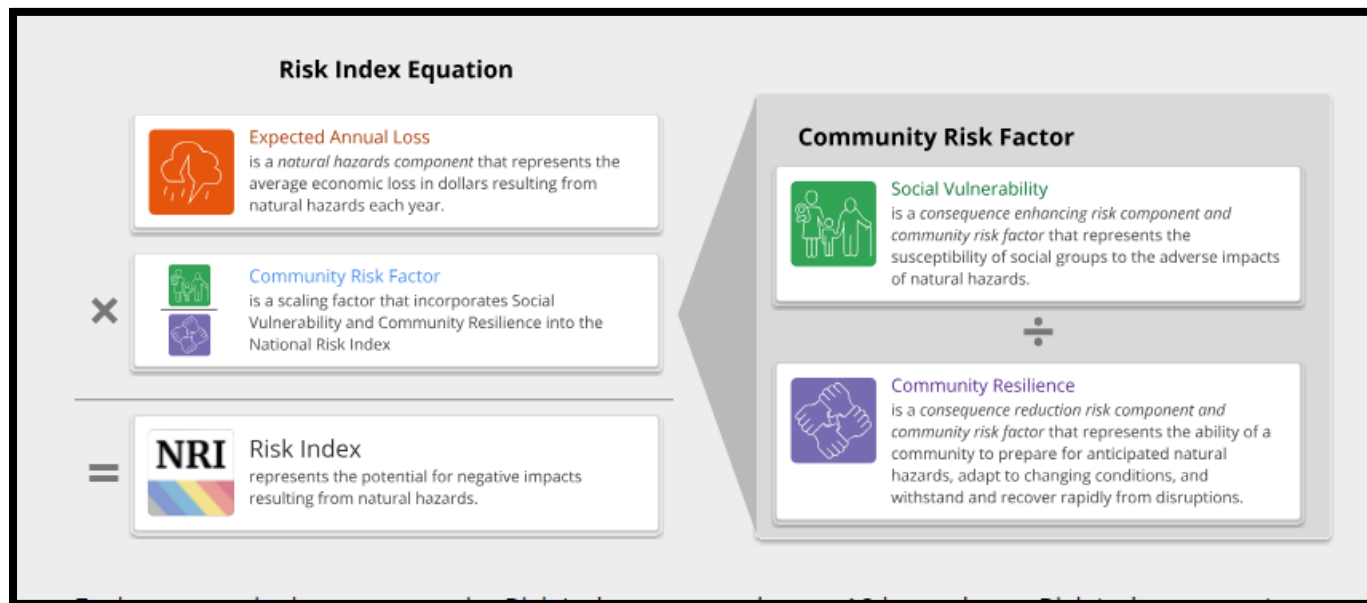 Risk Index Equation
Expected Annual Loss
is a natural hazards component that represents the
average economic loss in dollars resulting from
natural hazards each year.
×
Community Risk Factor
is a scaling factor that incorporates Social
Vulnerability and Community Resilience into the
National Risk Index
=
NRI
Risk Index
represents the potential for negative impacts
resulting from natural hazards.
Community Risk Factor
Social Vulnerability
is a consequence enhancing risk component and
community risk factor that represents the
susceptibility of social groups to the adverse impacts
of natural hazards.
÷
Community Resilience
is a consequence reduction risk component and
community risk factor that represents the ability of a
community to prepare for anticipated natural
hazards, adapt to changing conditions, and
withstand and recover rapidly from disruptions.